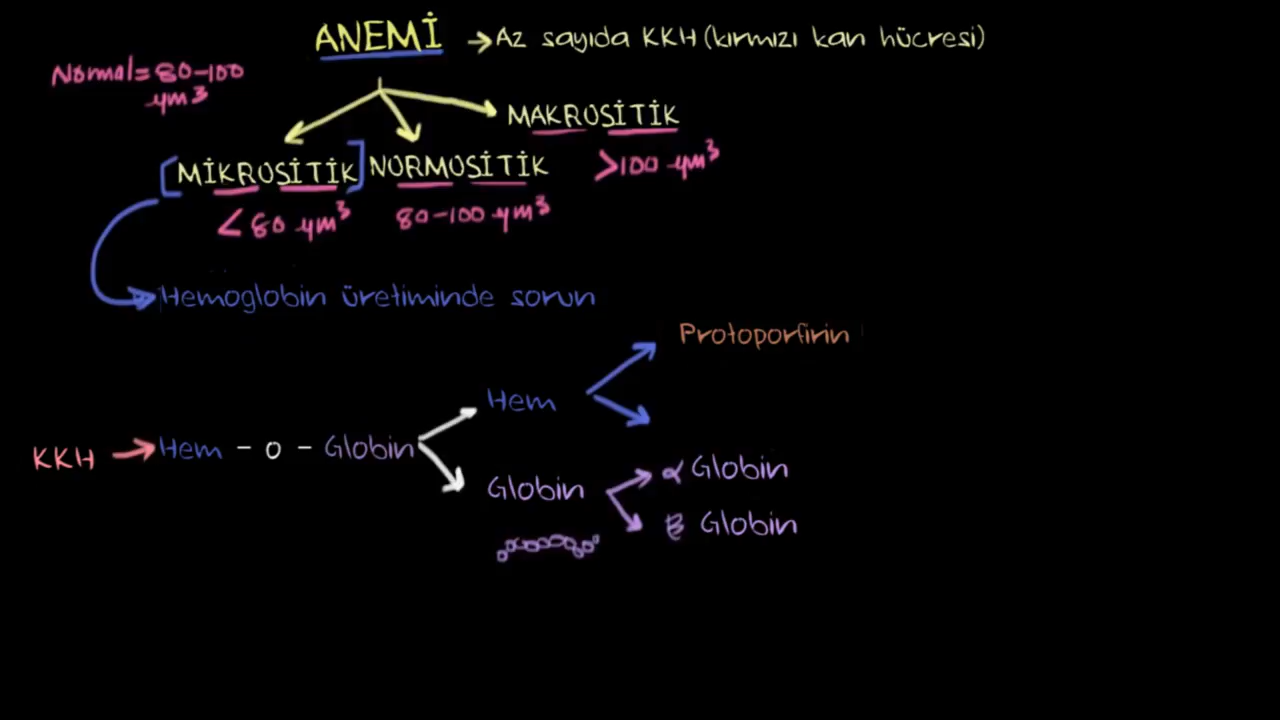 ANEMİ → Az sayıda KKH (kırmızı kan hücresi)
Normal = 80-100
µm³
MAKROSİTİK
[MİKROSİTİK] NORMOSİTİK
>100 µm³
<80 µm³
80-100 µm³
Hemoglobin üretiminde sorun
Protoporfirin
Hem
KKH → Hem - o - Globin
α Globin
Globin
β Globin